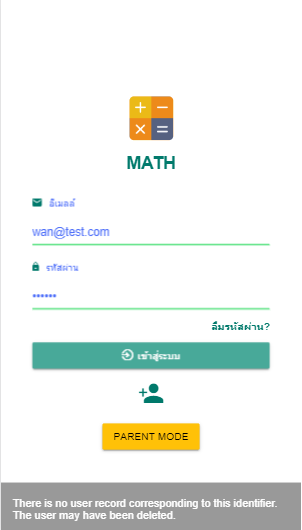 MATH
อีเมลล์
wan@test.com
รหัสผ่าน
••••••
ลืมรหัสผ่าน?
เข้าสู่ระบบ
PARENT MODE
There is no user record corresponding to this identifier.
The user may have been deleted.